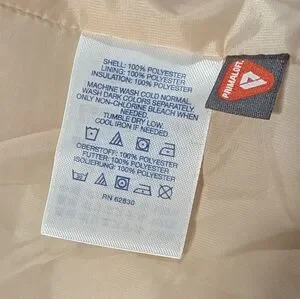 SHELL: 100% POLYESTER
LINING: 100% POLYESTER
INSULATION: 100% POLYESTER
MACHINE WASH COLD NORMAL.
WASH DARK COLORS SEPARATELY.
ONLY NON-CHLORINE BLEACH WHEN
NEEDED.
TUMBLE DRY LOW.
COOL IRON IF NEEDED.
OBERSTOFF: 100% POLYESTER
FUTTER: 100% POLYESTER
ISOLIERUNG: 100% POLYESTER
RN 62830
PRIMALOFT